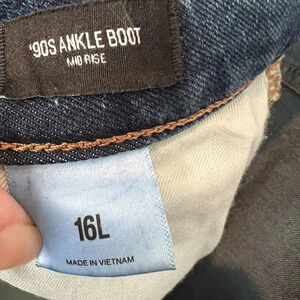 '90S ANKLE BOOT
MID RISE
16L
MADE IN VIETNAM